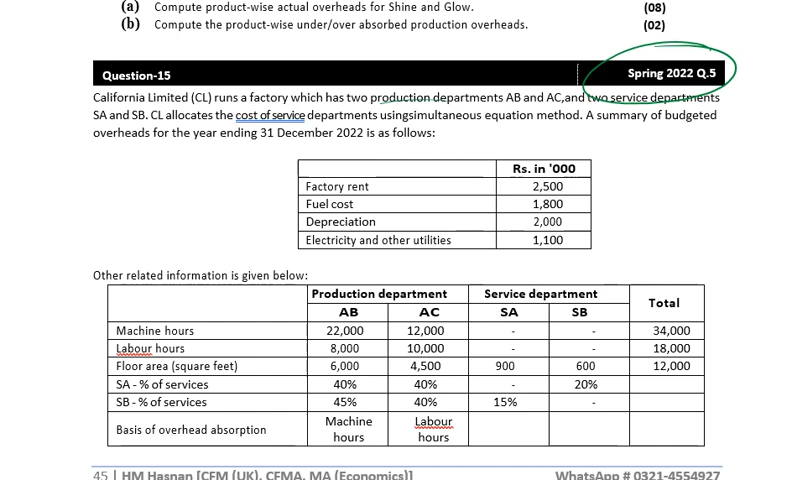 (a) Compute product-wise actual overheads for Shine and Glow. (08)
(b) Compute the product-wise under/over absorbed production overheads. (02)
Question-15 Spring 2022 Q.5
California Limited (CL) runs a factory which has two production departments AB and AC,and two service departments
SA and SB. CL allocates the cost of service departments usingsimultaneous equation method. A summary of budgeted
overheads for the year ending 31 December 2022 is as follows:
Rs. in '000
Factory rent 2,500
Fuel cost 1,800
Depreciation 2,000
Electricity and other utilities 1,100
Other related information is given below:
Production department Service department Total
AB AC SA SB
Machine hours 22,000 12,000 - - 34,000
Labour hours 8,000 10,000 - - 18,000
Floor area (square feet) 6,000 4,500 900 600 12,000
SA - % of services 40% 40% - 20%
SB - % of services 45% 40% 15% -
Basis of overhead absorption Machine hours Labour hours
45 | HM Hasnan [CFM (UK), CFMA, MA (Economics)] WhatsApp # 0321-4554927